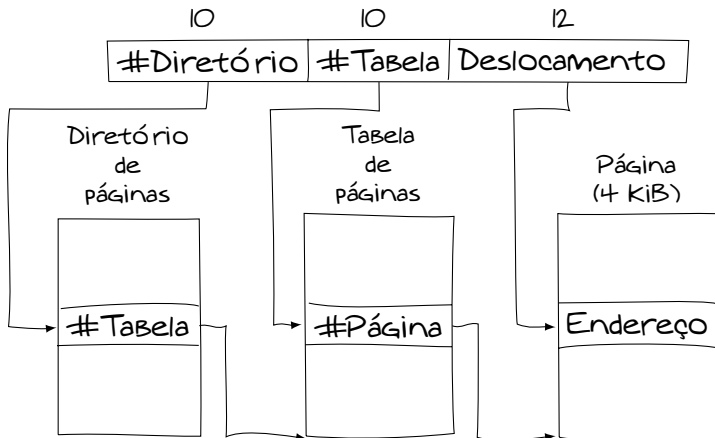 10 10 12
#Diretório #Tabela Deslocamento
Diretório
de
páginas
Tabela
de
páginas
Página
(4 KiB)
#Tabela
#Página
Endereço